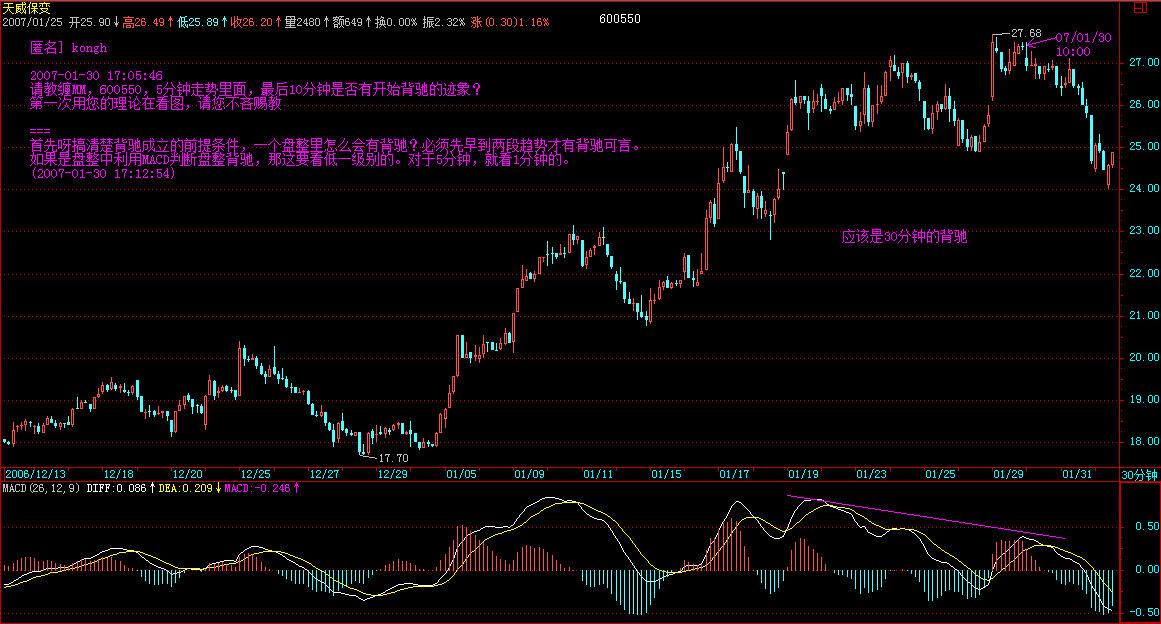 天威保变
2007/01/25 开25.90↓高26.49↑低25.89↑收26.20↑量2480↑额649↑换0.00% 振2.32% 涨(0.30)1.16%
600550
匿名] kongh
2007-01-30 17:05:46
请教缠MM，600550，5分钟走势里面，最后10分钟是否有开始背驰的迹象？
第一次用您的理论在看图，请您不吝赐教
===
首先呀搞清楚背驰成立的前提条件，一个盘整里怎么会有背驰？必须先早到两段趋势才有背驰可言。
如果是盘整中利用MACD判断盘整背驰，那这要看低一级别的。对于5分钟，就看1分钟的。
(2007-01-30 17:12:54)
27.68
07/01/30
10:00
应该是30分钟的背驰
17.70
27.00
26.00
25.00
24.00
23.00
22.00
21.00
20.00
19.00
18.00
2006/12/13 12/18 12/20 12/25 12/27 12/29 01/05 01/09 01/11 01/15 01/17 01/19 01/23 01/25 01/29 01/31 30分钟
MACD(26,12,9) DIFF:0.086↑DEA:0.209↓MACD:-0.246↑
0.50
0.00
-0.50